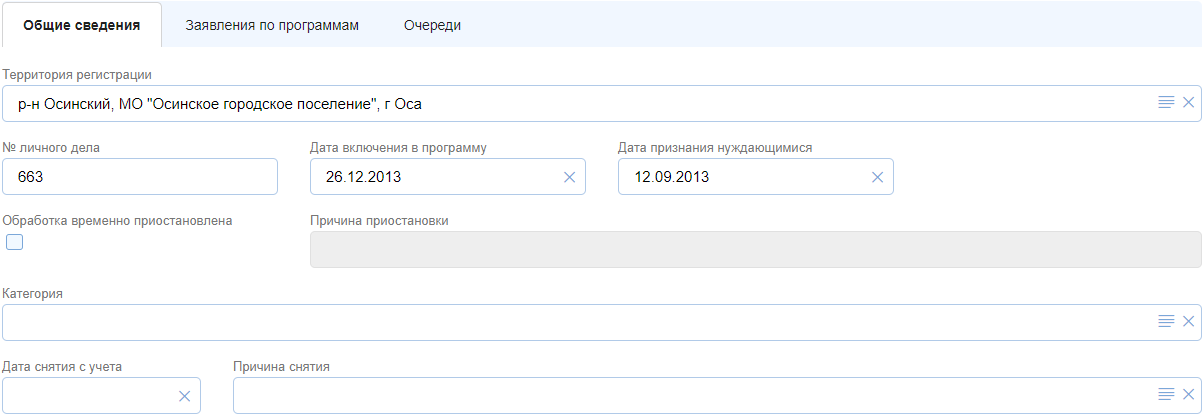 Общие сведения Заявления по программам Очереди
Территория регистрации
р-н Осинский, МО "Осинское городское поселение", г Оса
№ личного дела Дата включения в программу Дата признания нуждающимися
663 26.12.2013 12.09.2013
Обработка временно приостановлена Причина приостановки
Категория
Дата снятия с учета Причина снятия